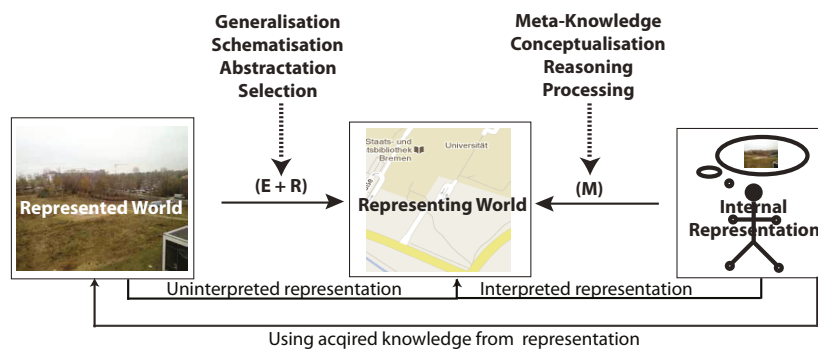 Generalisation
Schematisation
Abstractation
Selection
Meta-Knowledge
Conceptualisation
Reasoning
Processing
Represented World
(E + R)
Staats- und
tsbibliothek
Bremen
Universität
Representing World
(M)
Internal
Representation
Uninterpreted representation
Interpreted representation
Using acqired knowledge from representation